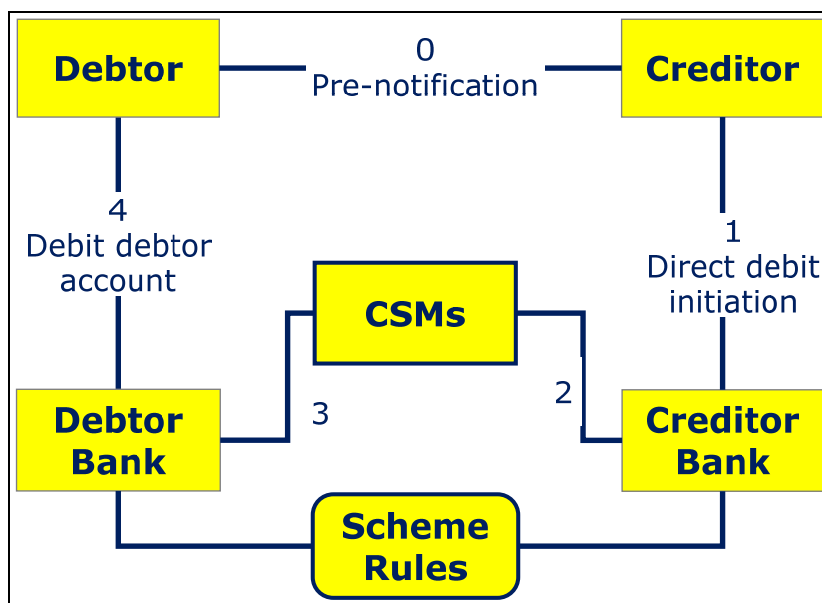 0
Debtor
Creditor
Pre-notification
4
Debit debtor
account
1
Direct debit
initiation
CSMs
3
2
Debtor
Bank
Creditor
Bank
Scheme
Rules